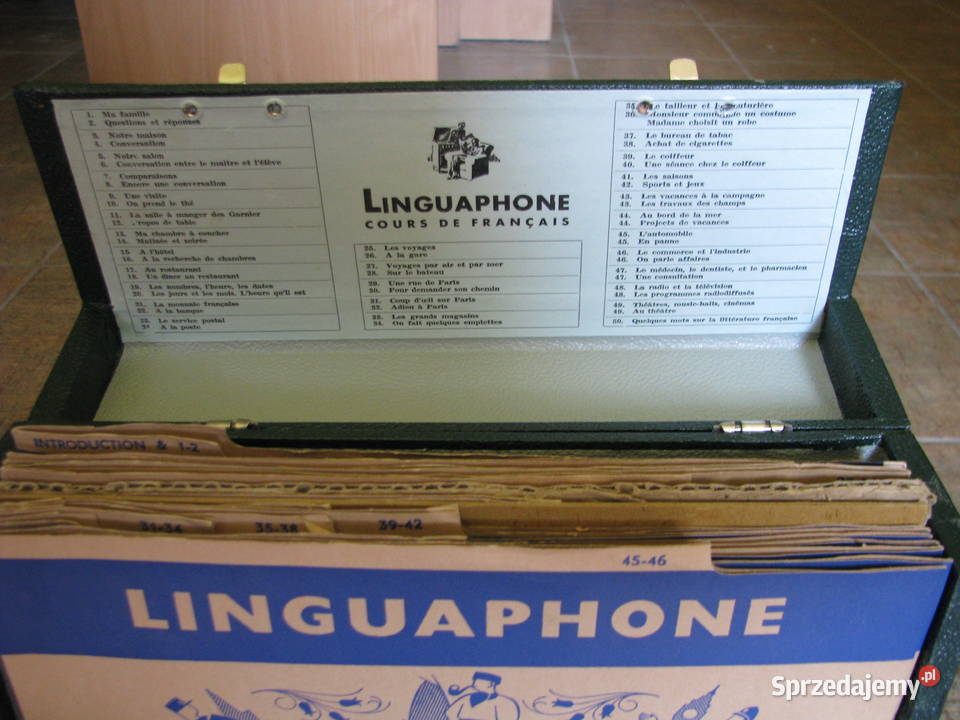 1. Ma famille
2. Questions et réponses
3. Notre maison
4. Conversation
5. Notre salon
6. Conversation entre le maître et l'élève
7. Comparaisons
8. Encore une conversation
9. Une visite
10. On prend le thé
11. La salle à manger des Garnier
12. ropos de table
13. Ma chambre à coucher
14. Matinée et soirée
15. A l'hôtel
16. A la recherche de chambres
17. Au restaurant
18. Un dîner au restaurant
19. Les nombres, l'heure, les dates
20. Les jours et les mois, L'heure qu'il est
21. La monnaie française
22. A la banque
23. Le service postal
2 A la poste
LINGUAPHONE
COURS DE FRANÇAIS
25. Les voyages
26. A la gare
27. Voyages par air et par mer
28. Sur le bateau
29. Une rue de Paris
30. Pour demander son chemin
31. Coup d'œil sur Paris
32. Adieu à Paris
33. Les grands magasins
34. On fait quelques emplettes
35. Le tailleur et la couturière
36. Monsieur commande un costume
Madame choisit un robe
37. Le bureau de tabac
38. Achat de cigarettes
39. Le coiffeur
40. Une séance chez le coiffeur
41. Les saisons
42. Sports et jeux
43. Les vacances à la campagne
43. Les travaux des champs
44. Au bord de la mer
44. Projets de vacances
45. L'automobile
45. En panne
46. Le commerce et l'industrie
46. On parle affaires
47. Le médecin, le dentiste, et le pharmacien
47. Une consultation
48. La radio et la télévision
48. Les programmes radiodiffusés
49. Théâtres, music-halls, cinémas
49. Au théâtre
50. Quelques mots sur la littérature française
INTRODUCTION & 1-2
31-34 35-38 39-42
45-46
LINGUAPHONE
Sprzedajemy.pl